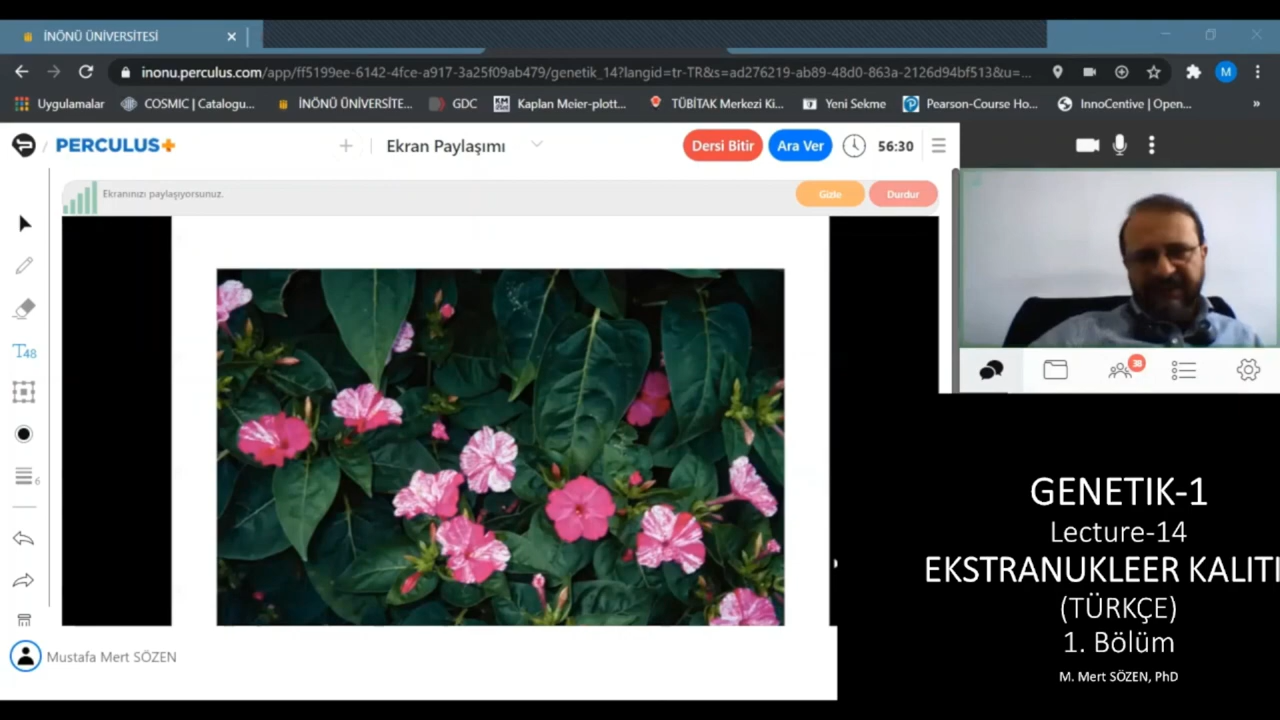 İNÖNÜ ÜNİVERSİTESİ
inonu.perculus.com/app/ff5199ee-6142-4fce-a917-3a25f09ab479/genetik_14?langid=tr-TR&s=ad276219-ab89-48d0-863a-2126d94bf513&u=...
Uygulamalar COSMIC | Catalogu... İNÖNÜ ÜNİVERSİTE... GDC Kaplan Meier-plott... TÜBİTAK Merkezi Ki... Yeni Sekme Pearson-Course Ho... InnoCentive | Open... »
PERCULUS+ Ekran Paylaşımı Dersi Bitir Ara Ver 56:30
Ekranınızı paylaşıyorsunuz. Gizle Durdur
T48
6
38
M
GENETIK-1
Lecture-14
EKSTRANUKLEER KALITI
(TÜRKÇE)
1. Bölüm
M. Mert SÖZEN, PhD
Mustafa Mert SÖZEN